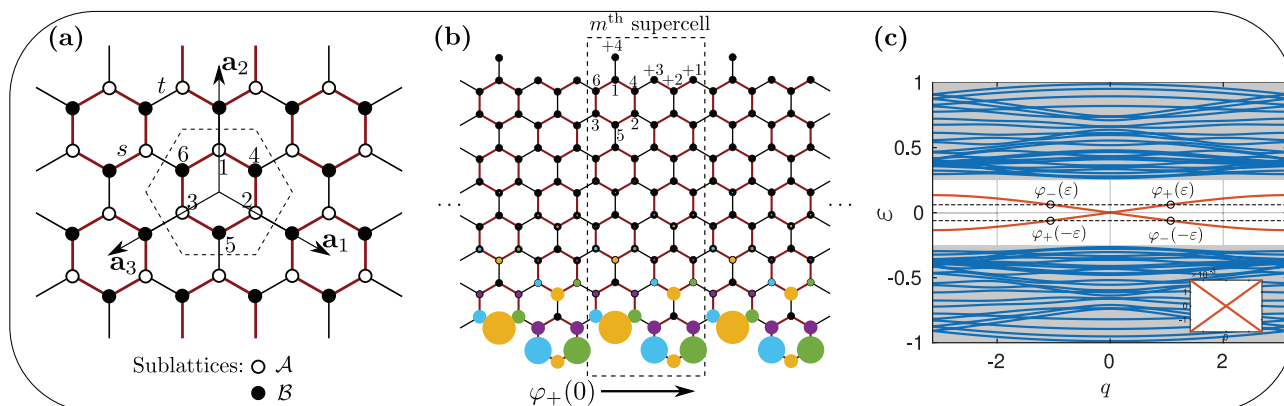 (a)
a₂
t
s
6
4
1
3
2
5
a₃
a₁
Sublattices: 𝒜
ℬ
(b)
mᵗʰ supercell
+4
+3 +1
6 4 +2
1
3 2
5
...
...
φ₊(0)
(c)
1
0.5
0
-0.5
-1
ε
φ₋(ε)
φ₊(ε)
φ₊(-ε)
φ₋(-ε)
-2
0
2
q